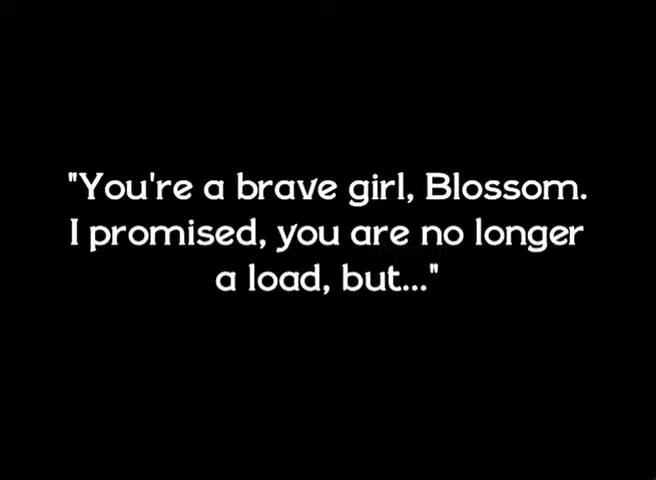 "You're a brave girl, Blossom.
I promised, you are no longer
a load, but..."